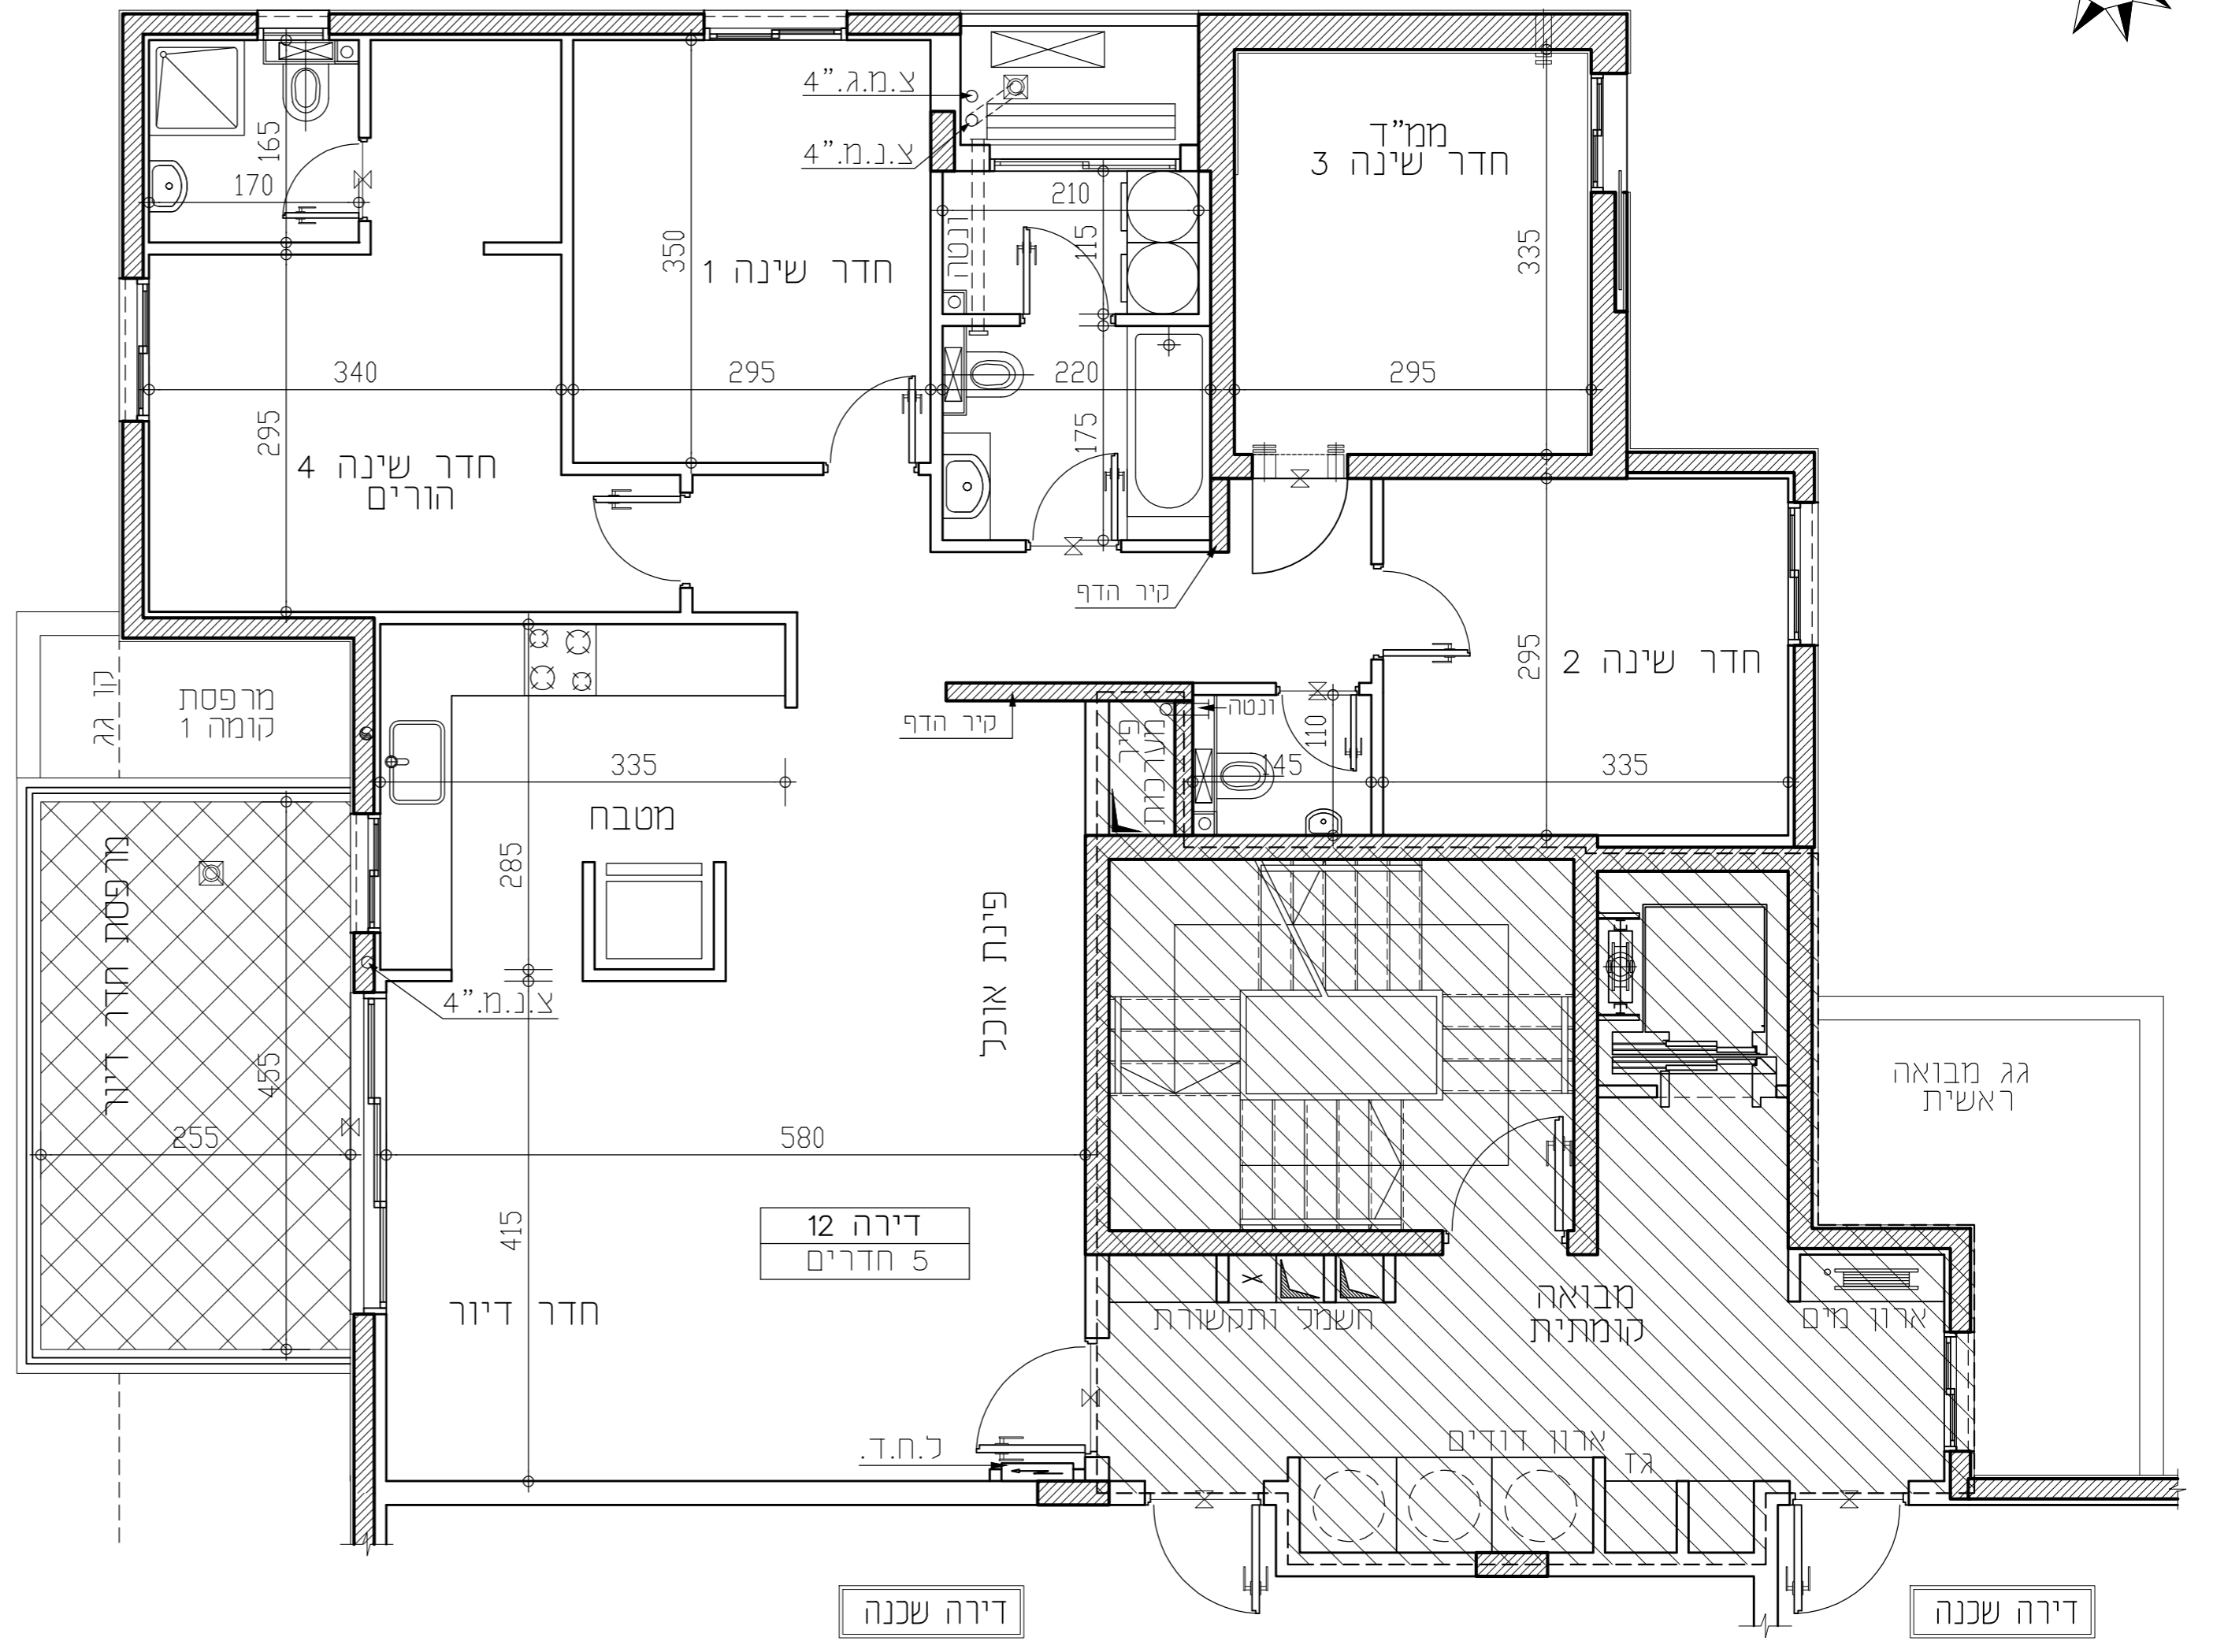 צ.מ.ג."4
צ.נ.מ."4
165
170
350
חדר שינה 1
210
115
ונטה
ממ"ד
חדר שינה 3
335
340
295
220
295
295
175
חדר שינה 4
הורים
קיר הדף
295
חדר שינה 2
קו גג
מרפסת
קומה 1
קיר הדף
ונטה
110
פיר
מערכות
145
335
335
מטבח
285
מרפסת חדר דיור
צ.נ.מ."4
פינת אוכל
455
255
580
גג מבואה
ראשית
415
דירה 12
5 חדרים
חדר דיור
חשמל ותקשורת
מבואה
קומתית
ארון מים
ל.ח.ד.
ארון דודים
גז
דירה שכנה
דירה שכנה